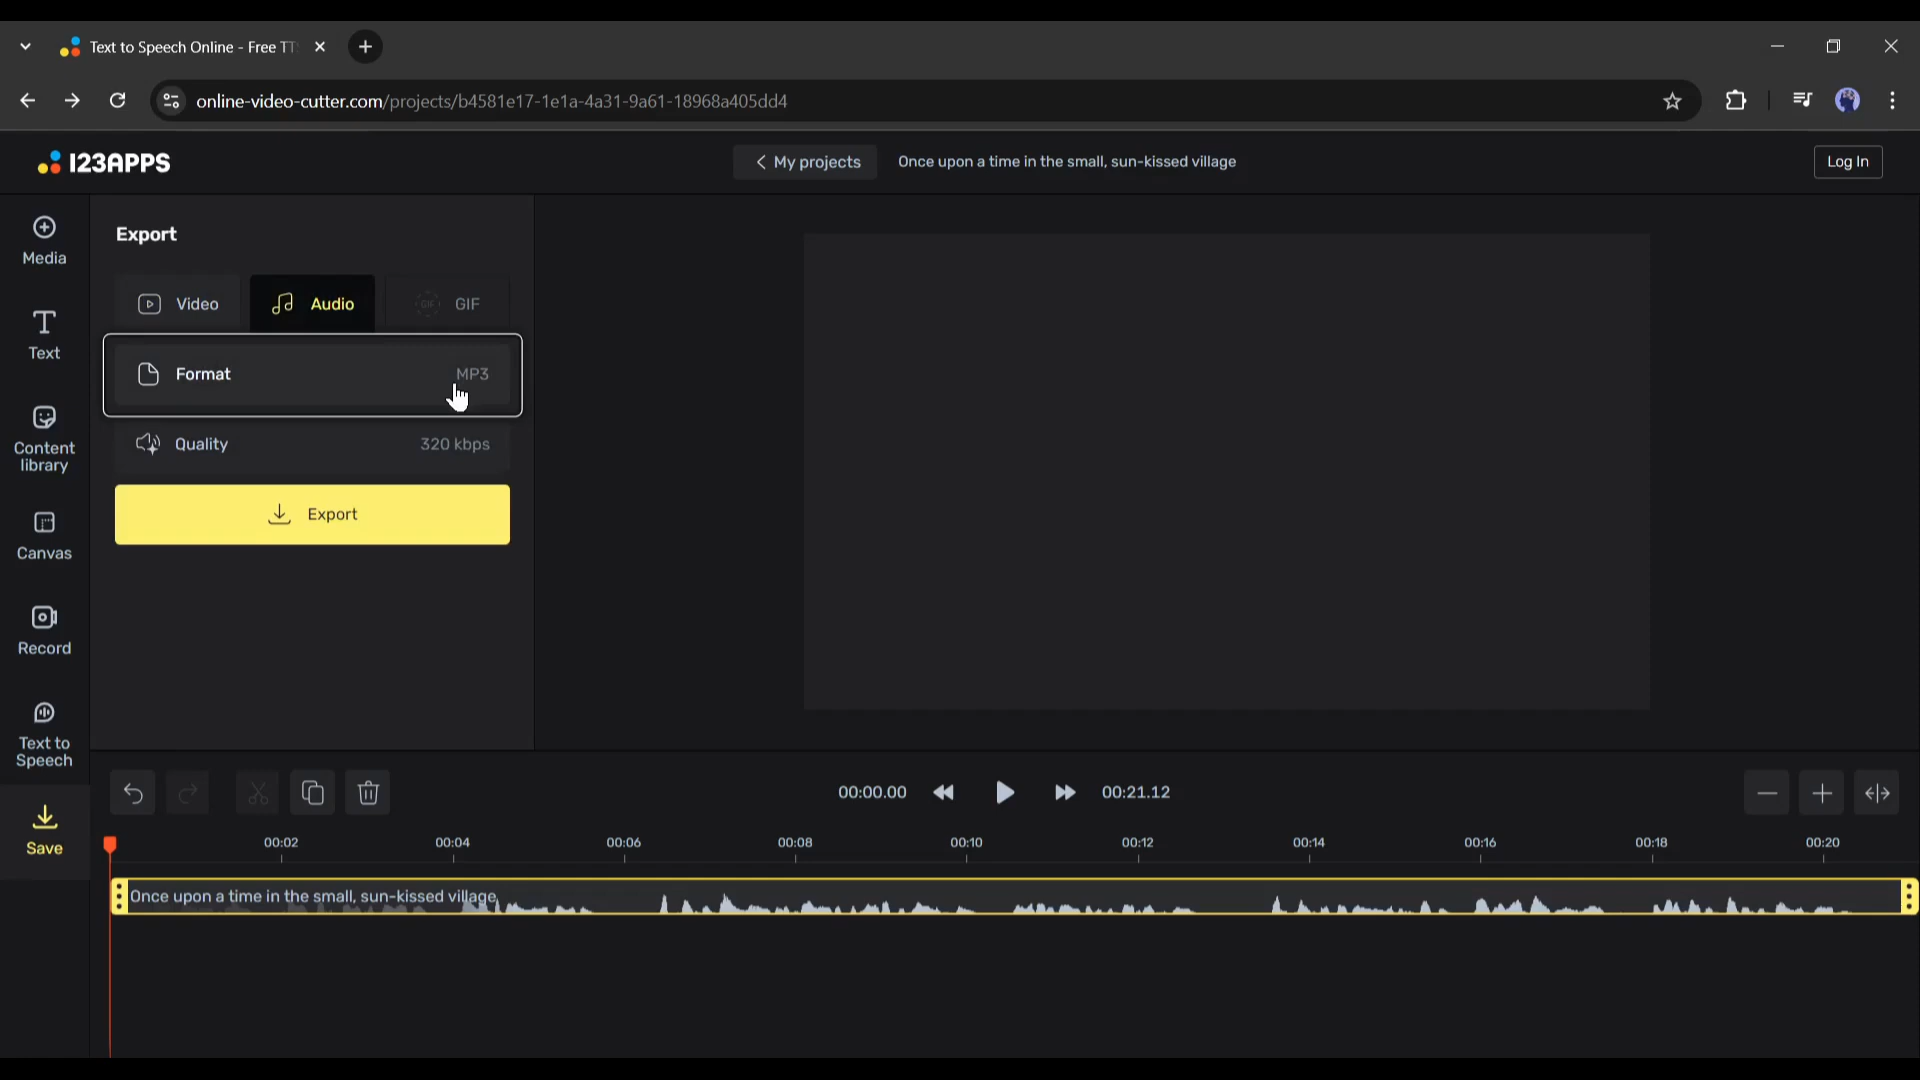 Text to Speech Online - Free TT
online-video-cutter.com/projects/b4581e17-1e1a-4a31-9a61-18968a405dd4
123APPS
My projects
Once upon a time in the small, sun-kissed village
Log In
Media
Text
Content
library
Canvas
Record
Text to
Speech
Save
Export
Video
Audio
GIF
GIF
Format
MP3
Quality
320 kbps
Export
00:00.00
00:21.12
00:02
00:04
00:06
00:08
00:10
00:12
00:14
00:16
00:18
00:20
Once upon a time in the small, sun-kissed village